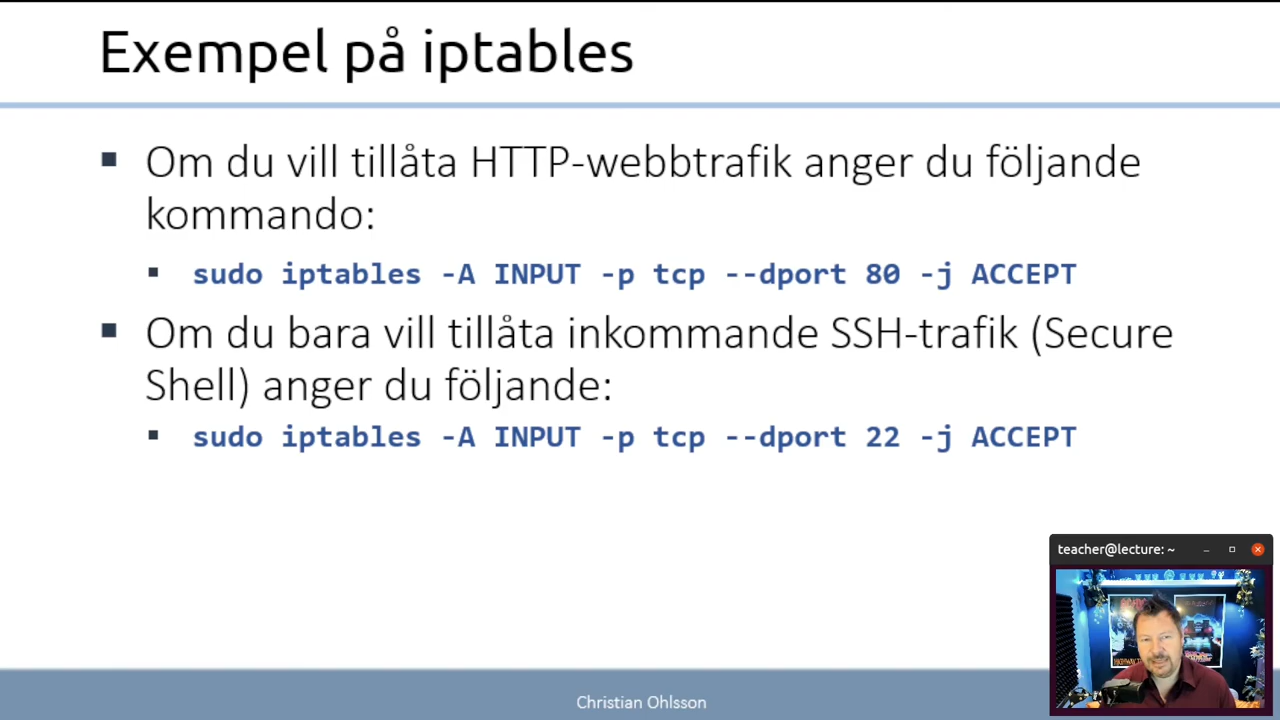 Exempel på iptables
Om du vill tillåta HTTP-webbtrafik anger du följande
kommando:
sudo iptables -A INPUT -p tcp --dport 80 -j ACCEPT
Om du bara vill tillåta inkommande SSH-trafik (Secure
Shell) anger du följande:
sudo iptables -A INPUT -p tcp --dport 22 -j ACCEPT
teacher@lecture: ~
Christian Ohlsson